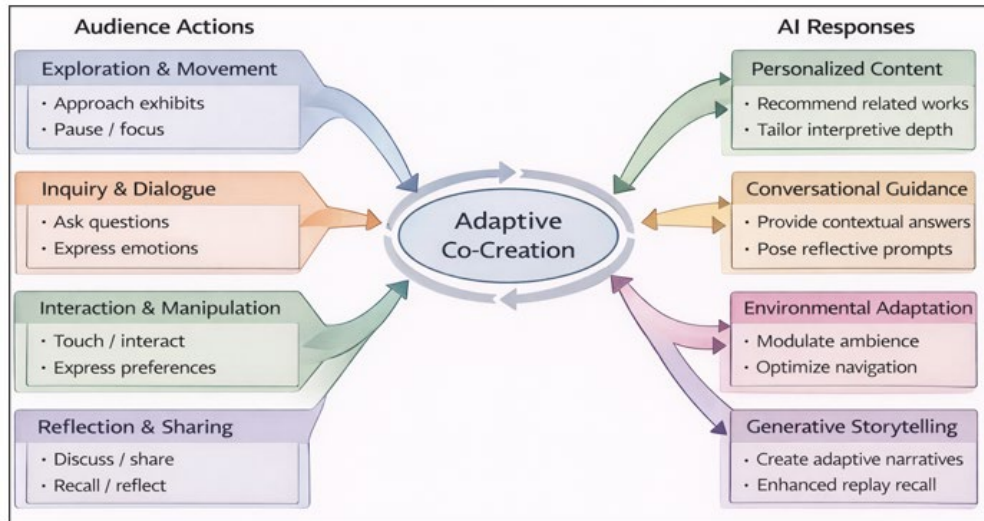 Audience Actions
Exploration & Movement
· Approach exhibits
· Pause / focus
Inquiry & Dialogue
· Ask questions
· Express emotions
Interaction & Manipulation
· Touch / interact
· Express preferences
Reflection & Sharing
· Discuss / share
· Recall / reflect
Adaptive
Co-Creation
AI Responses
Personalized Content
· Recommend related works
· Tailor interpretive depth
Conversational Guidance
· Provide contextual answers
· Pose reflective prompts
Environmental Adaptation
· Modulate ambience
· Optimize navigation
Generative Storytelling
· Create adaptive narratives
· Enhanced replay recall